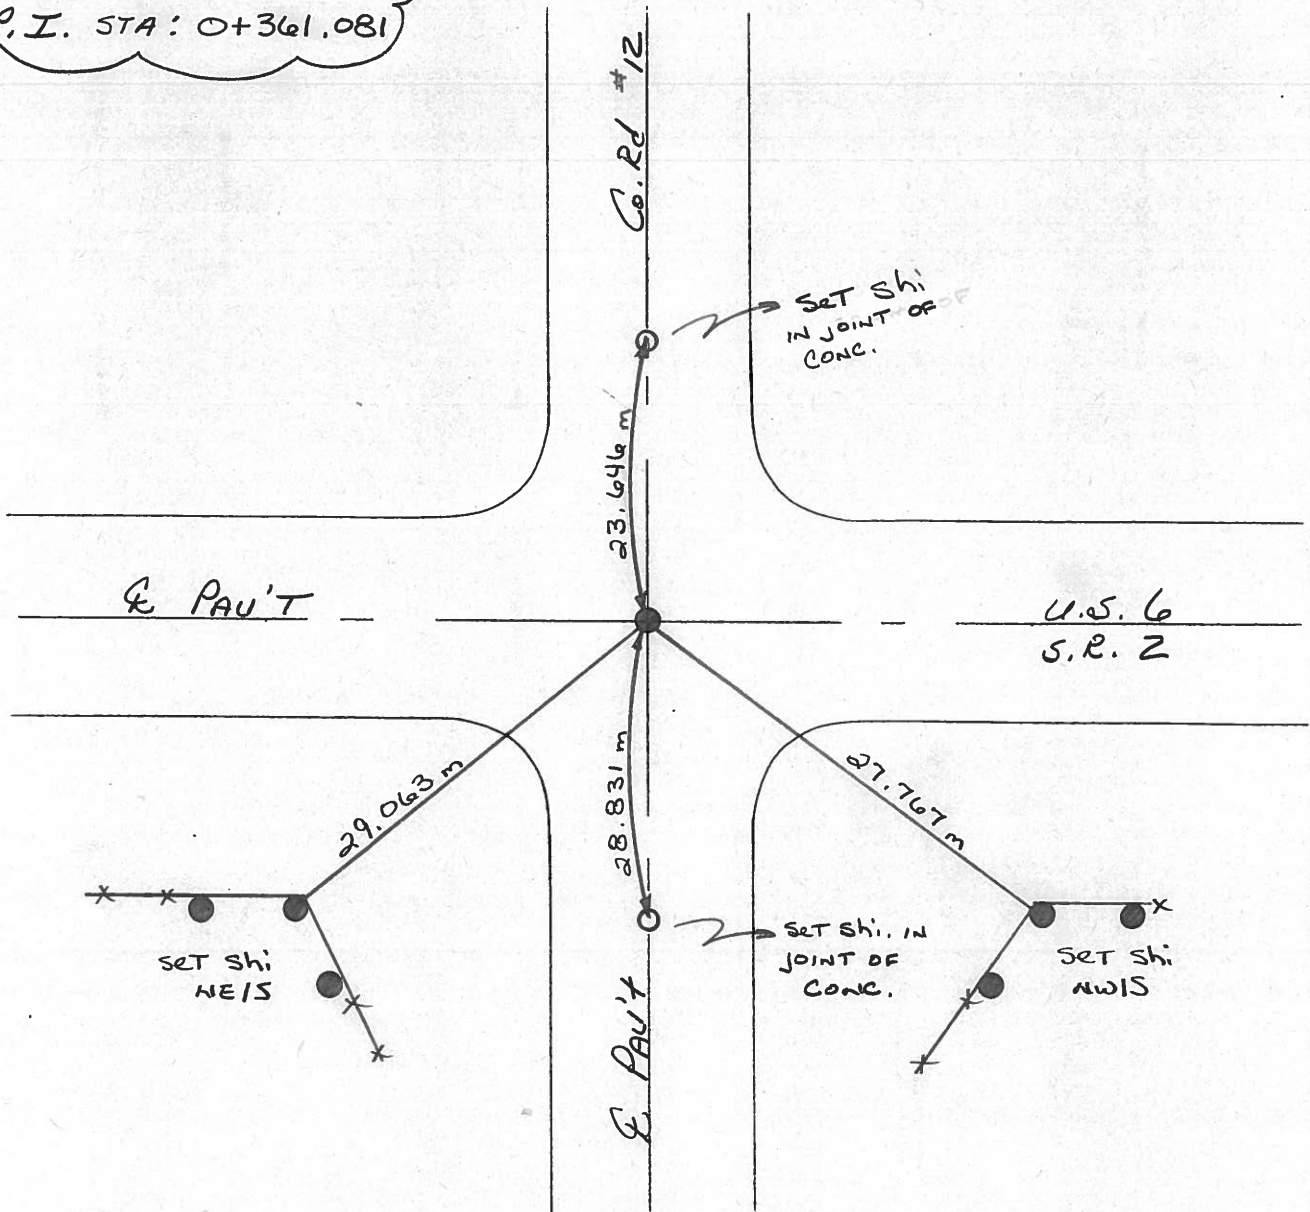 P.I. STA: 0+361.081
Co. Rd #12
SET Shi
IN JOINT OF
CONC.
23.646 m
℄ PAV'T
U.S. 6
S.R. 2
28.831 m
29.063 m
27.767 m
SET Shi
NE/S
SET Shi. IN
JOINT OF
CONC.
SET Shi
NW/S
℄ PAV't